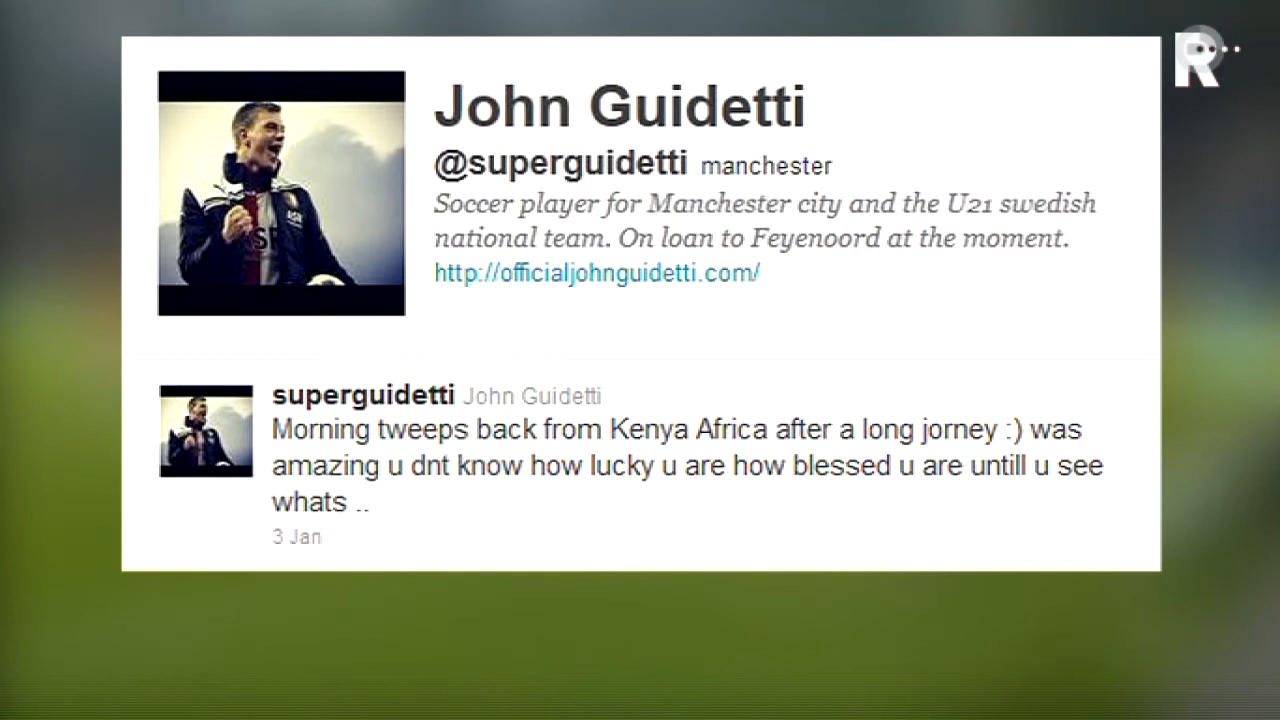 John Guidetti
@superguidetti manchester
Soccer player for Manchester city and the U21 swedish
national team. On loan to Feyenoord at the moment.
http://officialjohnguidetti.com/
superguidetti John Guidetti
Morning tweeps back from Kenya Africa after a long jorney :) was
amazing u dnt know how lucky u are how blessed u are untill u see
whats ..
3 Jan
R